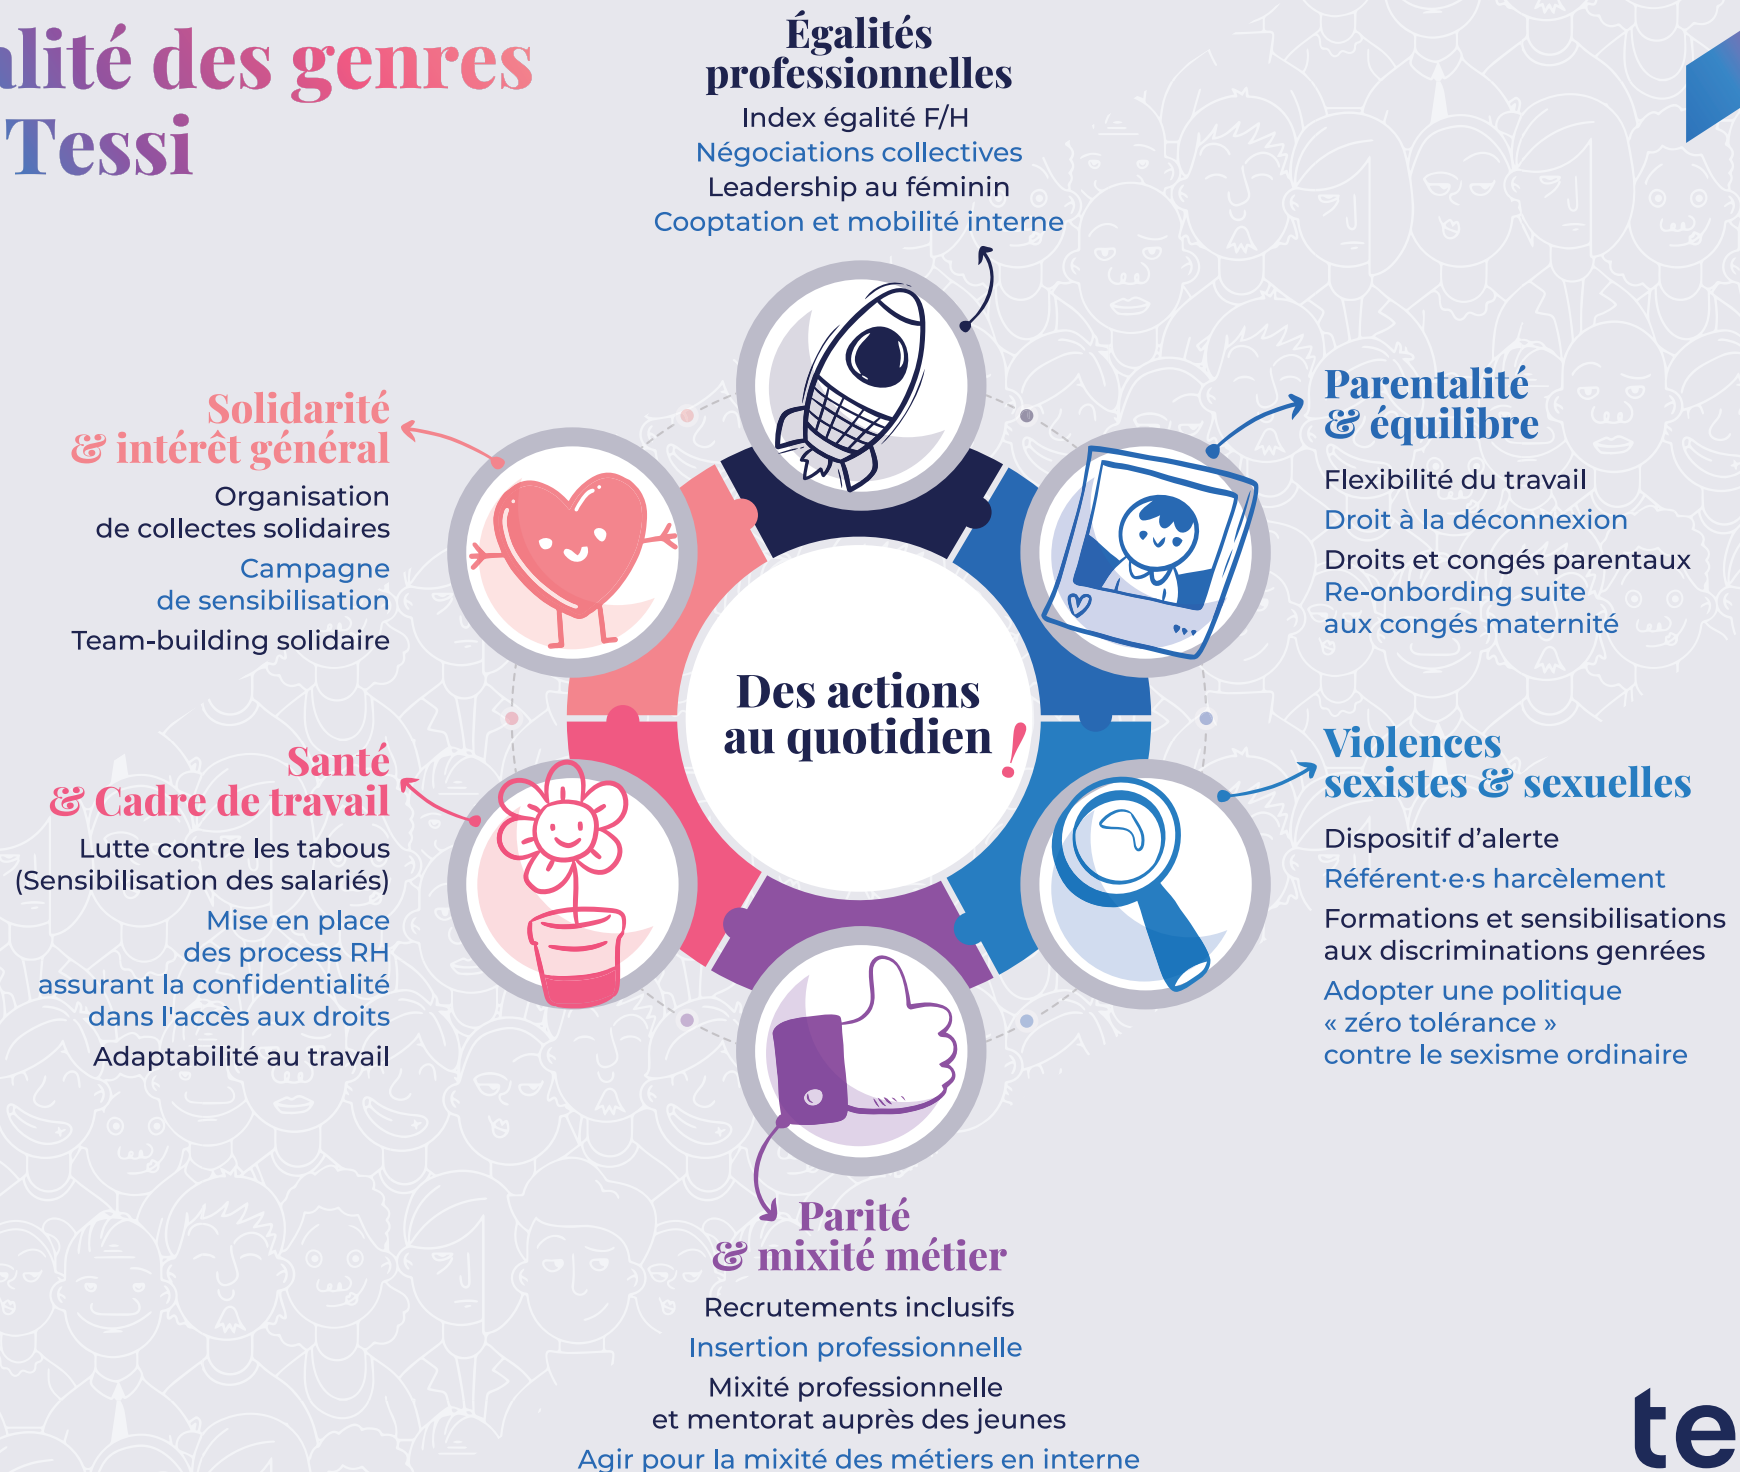 alité des genres
Tessi
Égalités
professionnelles
Index égalité F/H
Négociations collectives
Leadership au féminin
Cooptation et mobilité interne
Parentalité
& équilibre
Flexibilité du travail
Droit à la déconnexion
Droits et congés parentaux
Re-onbording suite
aux congés maternité
Violences
sexistes & sexuelles
Dispositif d’alerte
Référent·e·s harcèlement
Formations et sensibilisations
aux discriminations genrées
Adopter une politique
« zéro tolérance »
contre le sexisme ordinaire
Parité
& mixité métier
Recrutements inclusifs
Insertion professionnelle
Mixité professionnelle
et mentorat auprès des jeunes
Agir pour la mixité des métiers en interne
Santé
& Cadre de travail
Lutte contre les tabous
(Sensibilisation des salariés)
Mise en place
des process RH
assurant la confidentialité
dans l'accès aux droits
Adaptabilité au travail
Solidarité
& intérêt général
Organisation
de collectes solidaires
Campagne
de sensibilisation
Team-building solidaire
Des actions
au quotidien !
te